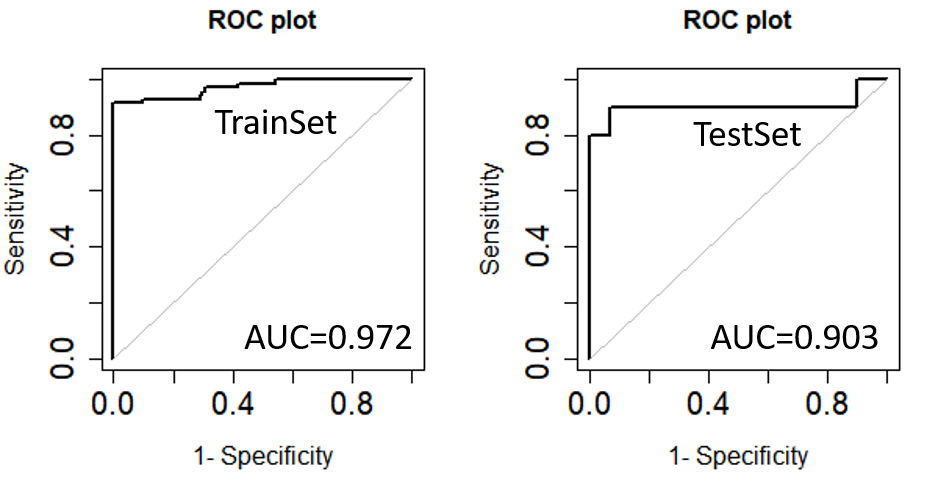 ROC plot
Sensitivity
0.0
0.4
0.8
TrainSet
AUC=0.972
0.0
0.4
0.8
1- Specificity
ROC plot
Sensitivity
0.0
0.4
0.8
TestSet
AUC=0.903
0.0
0.4
0.8
1- Specificity